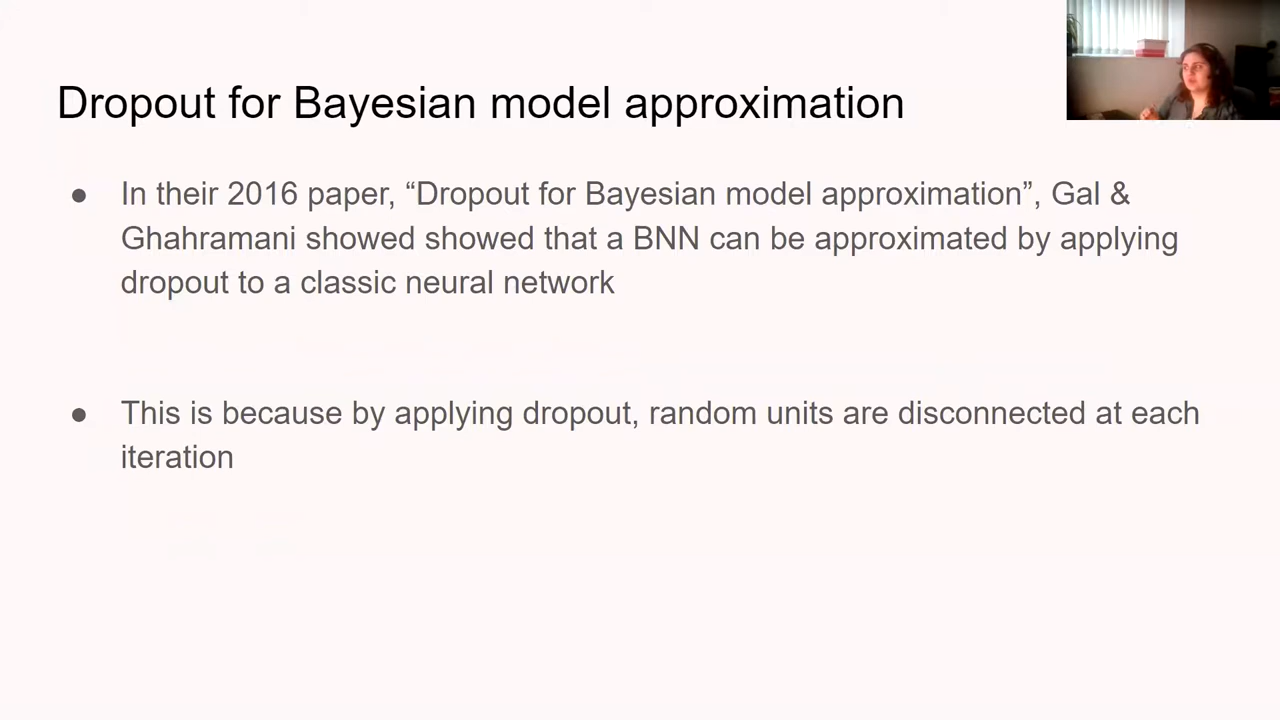 Dropout for Bayesian model approximation
● In their 2016 paper, “Dropout for Bayesian model approximation”, Gal &
Ghahramani showed showed that a BNN can be approximated by applying
dropout to a classic neural network
● This is because by applying dropout, random units are disconnected at each
iteration